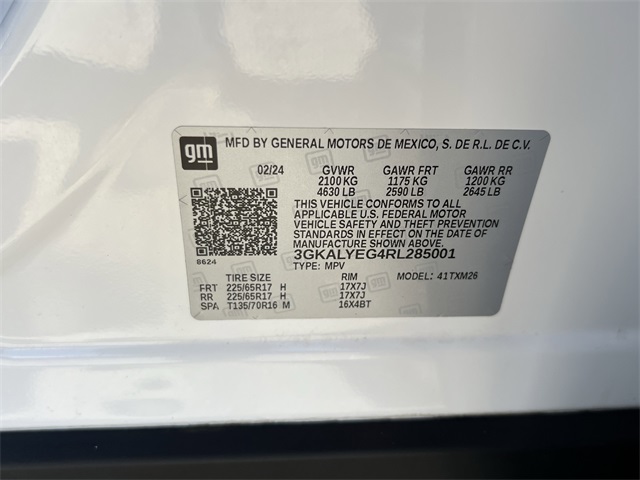 gm MFD BY GENERAL MOTORS DE MEXICO, S. DE R.L. DE C.V.
02/24 GVWR GAWR FRT GAWR RR
2100 KG 1175 KG 1200 KG
4630 LB 2590 LB 2645 LB
THIS VEHICLE CONFORMS TO ALL
APPLICABLE U.S. FEDERAL MOTOR
VEHICLE SAFETY AND THEFT PREVENTION
STANDARDS IN EFFECT ON THE DATE OF
MANUFACTURE SHOWN ABOVE.
8624 3GKALYEG4RL285001
TYPE: MPV MODEL: 41TXM26
TIRE SIZE RIM
FRT 225/65R17 H 17X7J
RR 225/65R17 H 17X7J
SPA T135/70R16 M 16X4BT